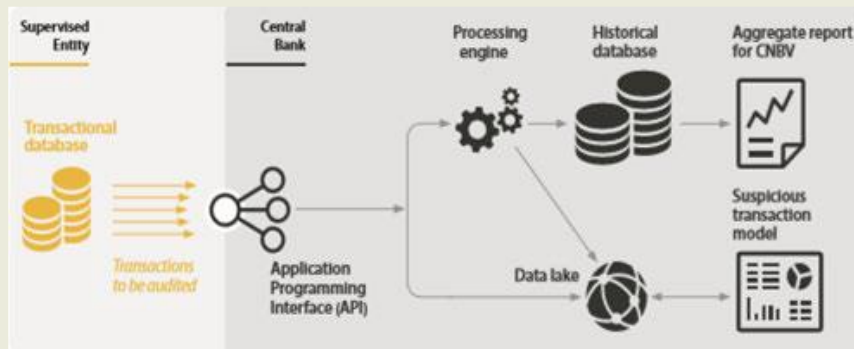 Supervised
Entity
Central
Bank
Processing
engine
Historical
database
Aggregate report
for CNBV
Transactional
database
Transactions
to be audited
Application
Programming
Interface (API)
Data lake
Suspicious
transaction
model